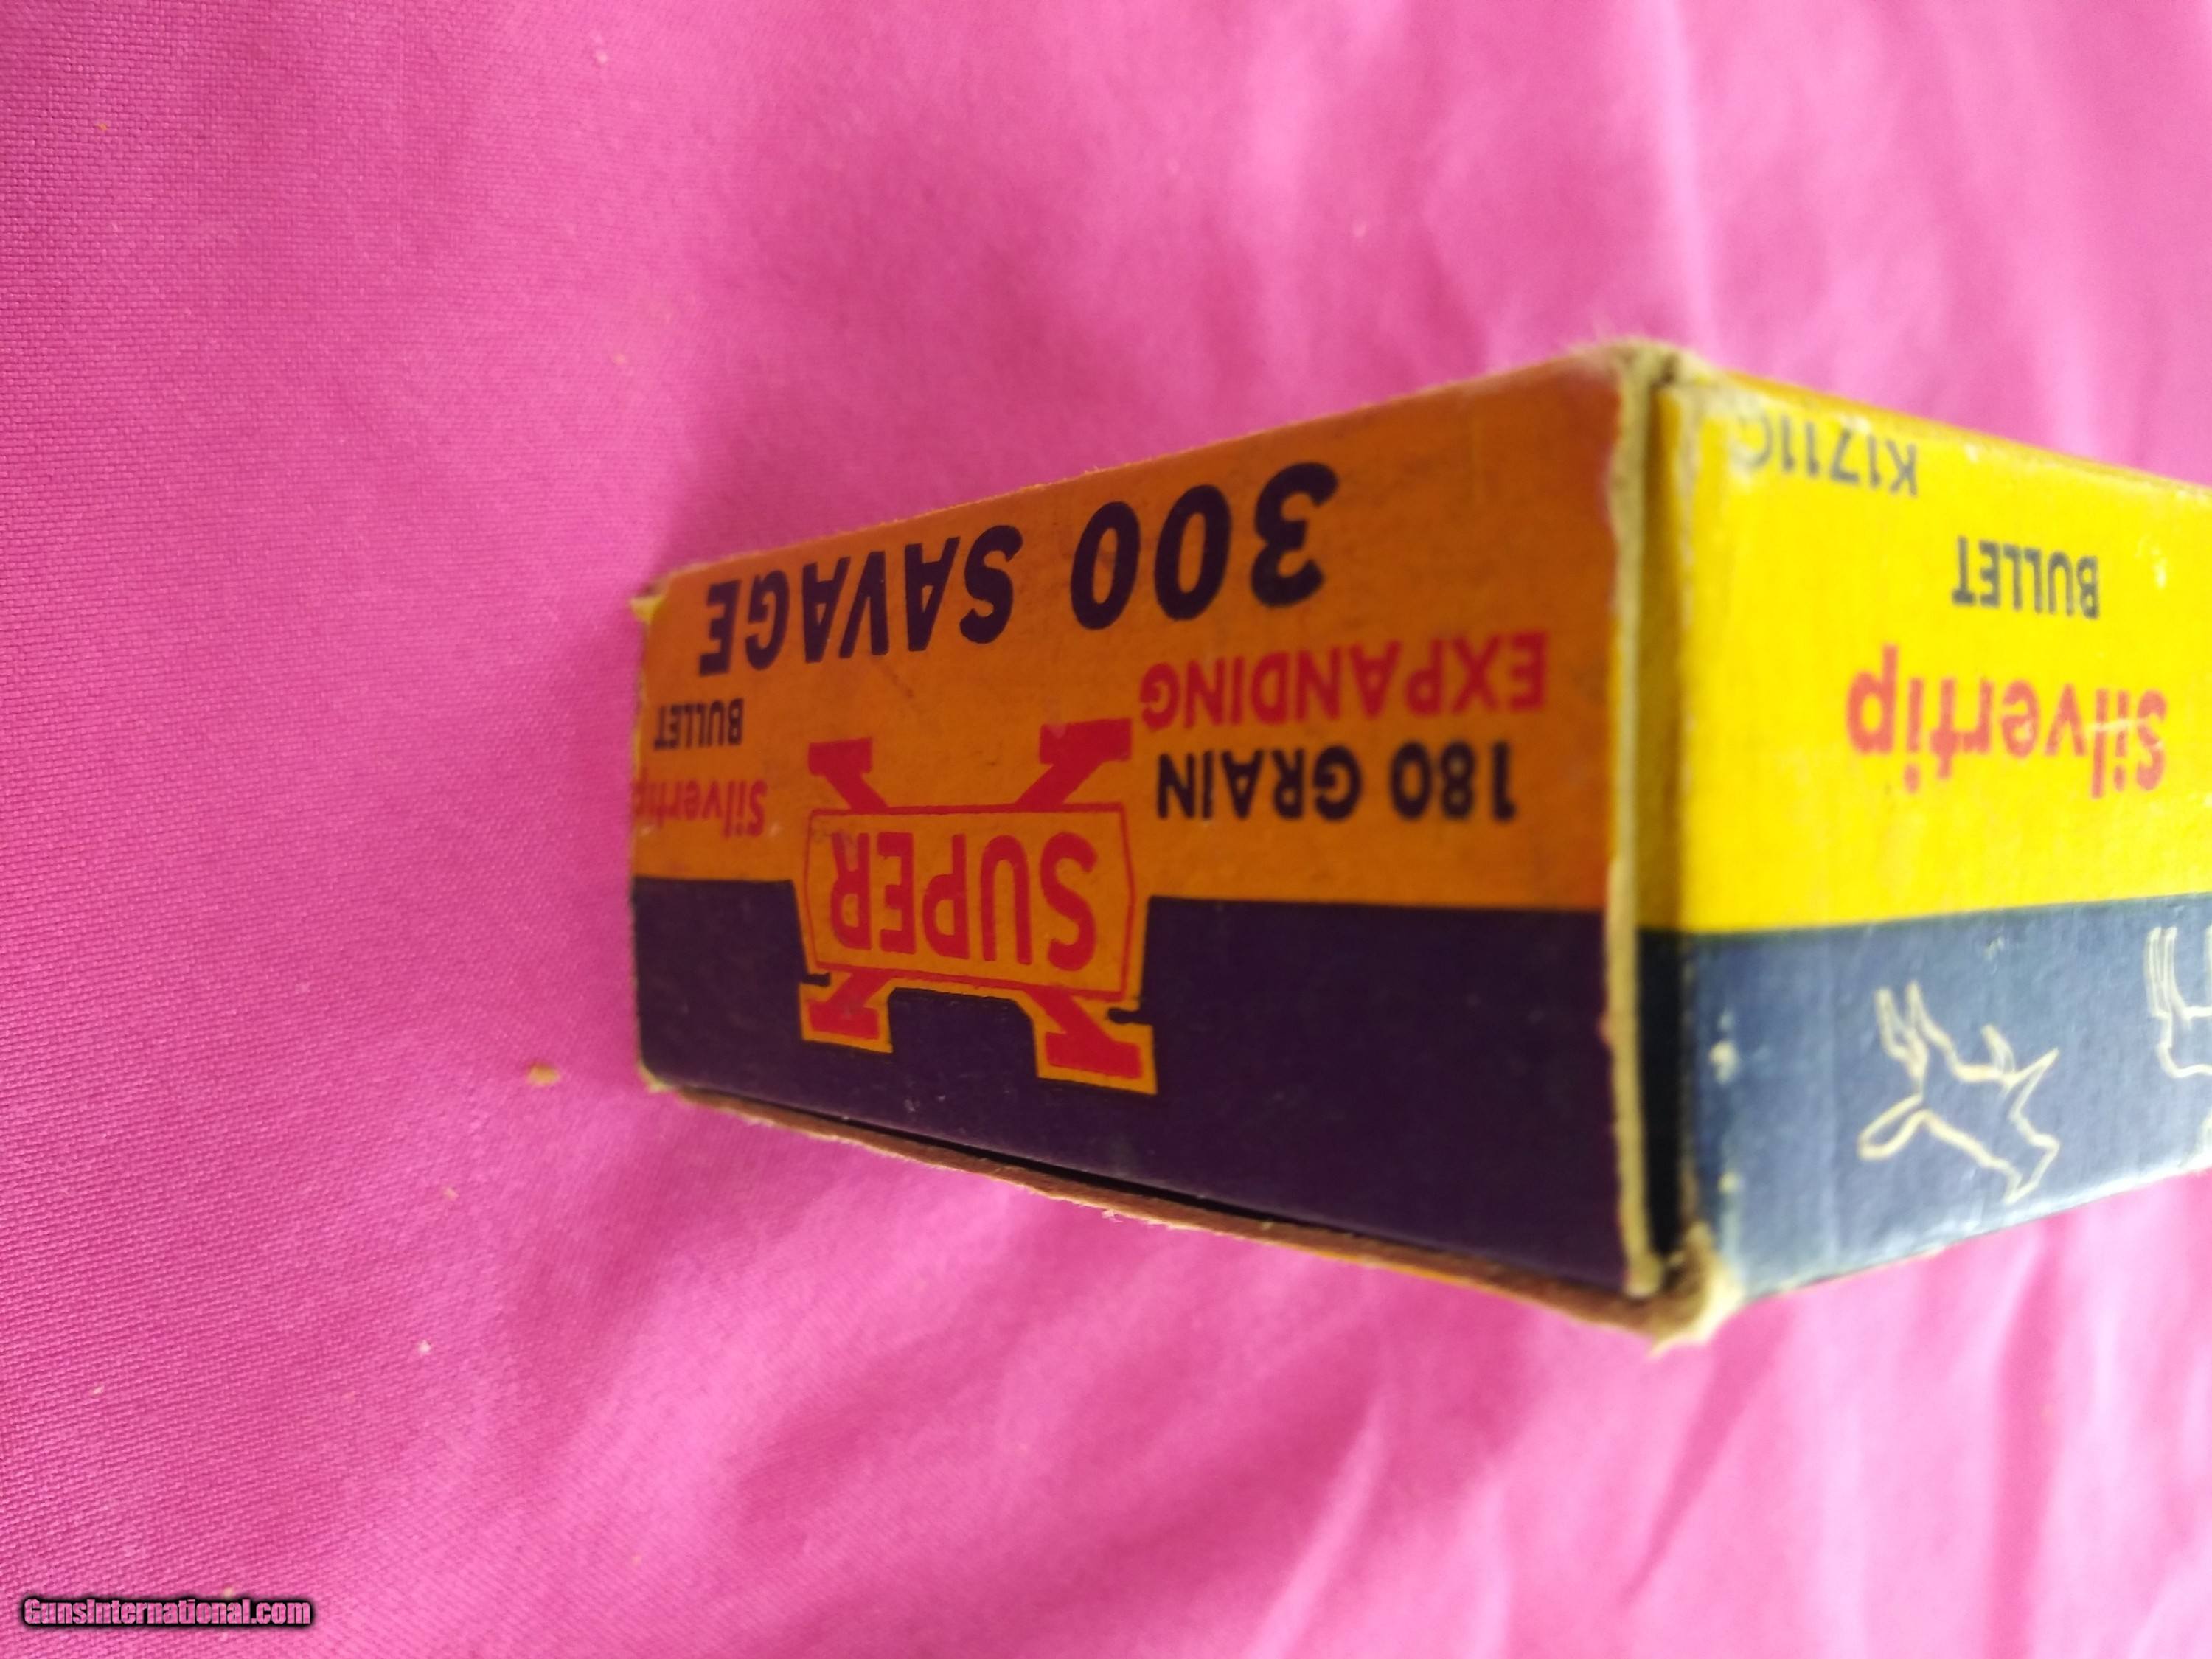 SUPER
X
180 GRAIN
EXPANDING
Silvertip
BULLET
300 SAVAGE
Silvertip
BULLET
K1711C
GunsInternational.com